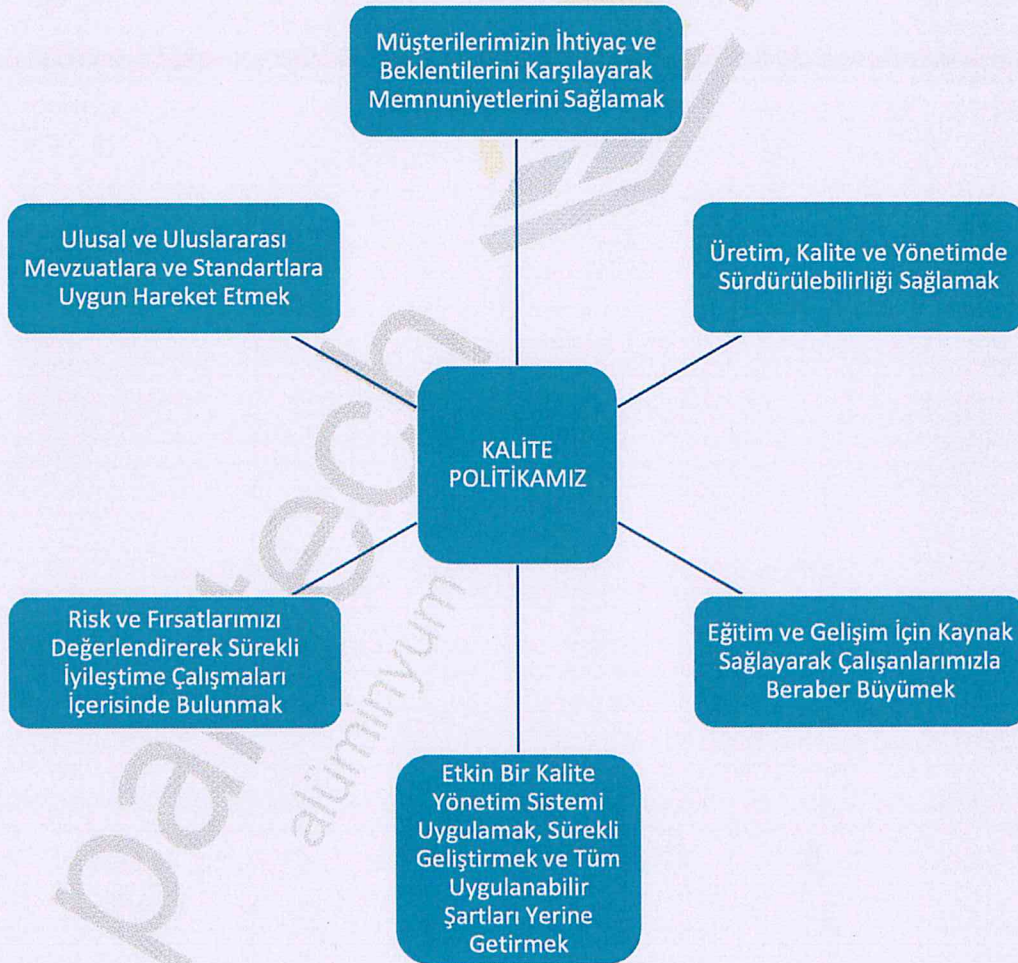 Müşterilerimizin İhtiyaç ve
Beklentilerini Karşılayarak
Memnuniyetlerini Sağlamak
Ulusal ve Uluslararası
Mevzuatlara ve Standartlara
Uygun Hareket Etmek
Üretim, Kalite ve Yönetimde
Sürdürülebilirliği Sağlamak
KALİTE
POLİTİKAMIZ
Risk ve Fırsatlarımızı
Değerlendirerek Sürekli
İyileştime Çalışmaları
İçerisinde Bulunmak
Eğitim ve Gelişim İçin Kaynak
Sağlayarak Çalışanlarımızla
Beraber Büyümek
Etkin Bir Kalite
Yönetim Sistemi
Uygulamak, Sürekli
Geliştirmek ve Tüm
Uygulanabilir
Şartları Yerine
Getirmek
alüminyum